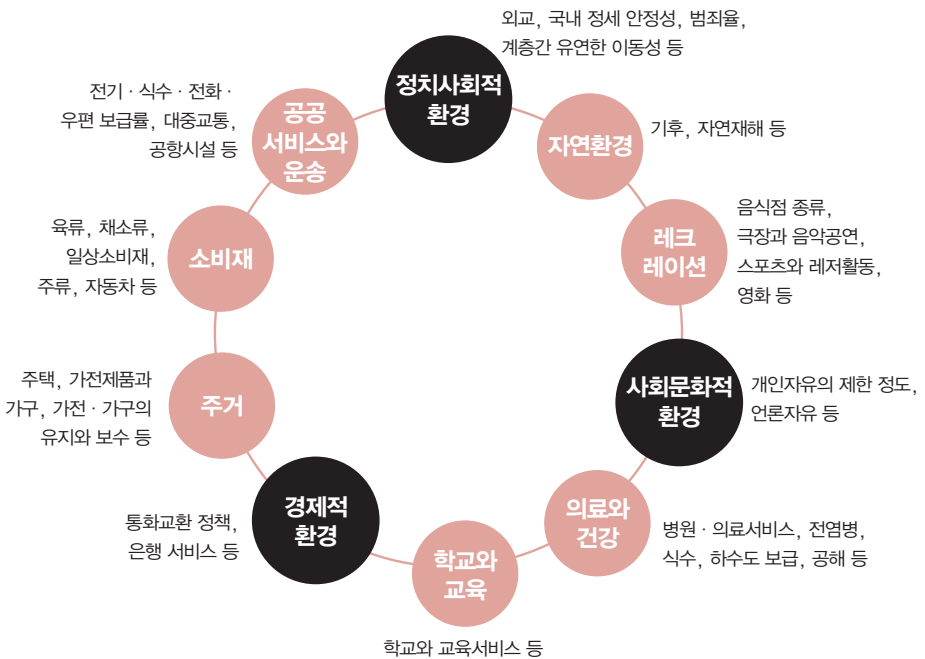 외교, 국내 정세 안정성, 범죄율,
계층간 유연한 이동성 등
정치사회적
환경
기후, 자연재해 등
자연환경
음식점 종류,
극장과 음악공연,
스포츠와 레저활동,
영화 등
레크
레이션
개인자유의 제한 정도,
언론자유 등
사회문화적
환경
병원 · 의료서비스, 전염병,
식수, 하수도 보급, 공해 등
의료와
건강
학교와
교육
학교와 교육서비스 등
경제적
환경
통화교환 정책,
은행 서비스 등
주거
주택, 가전제품과
가구, 가전 · 가구의
유지와 보수 등
소비재
육류, 채소류,
일상소비재,
주류, 자동차 등
공공
서비스와
운송
전기 · 식수 · 전화 ·
우편 보급률, 대중교통,
공항시설 등